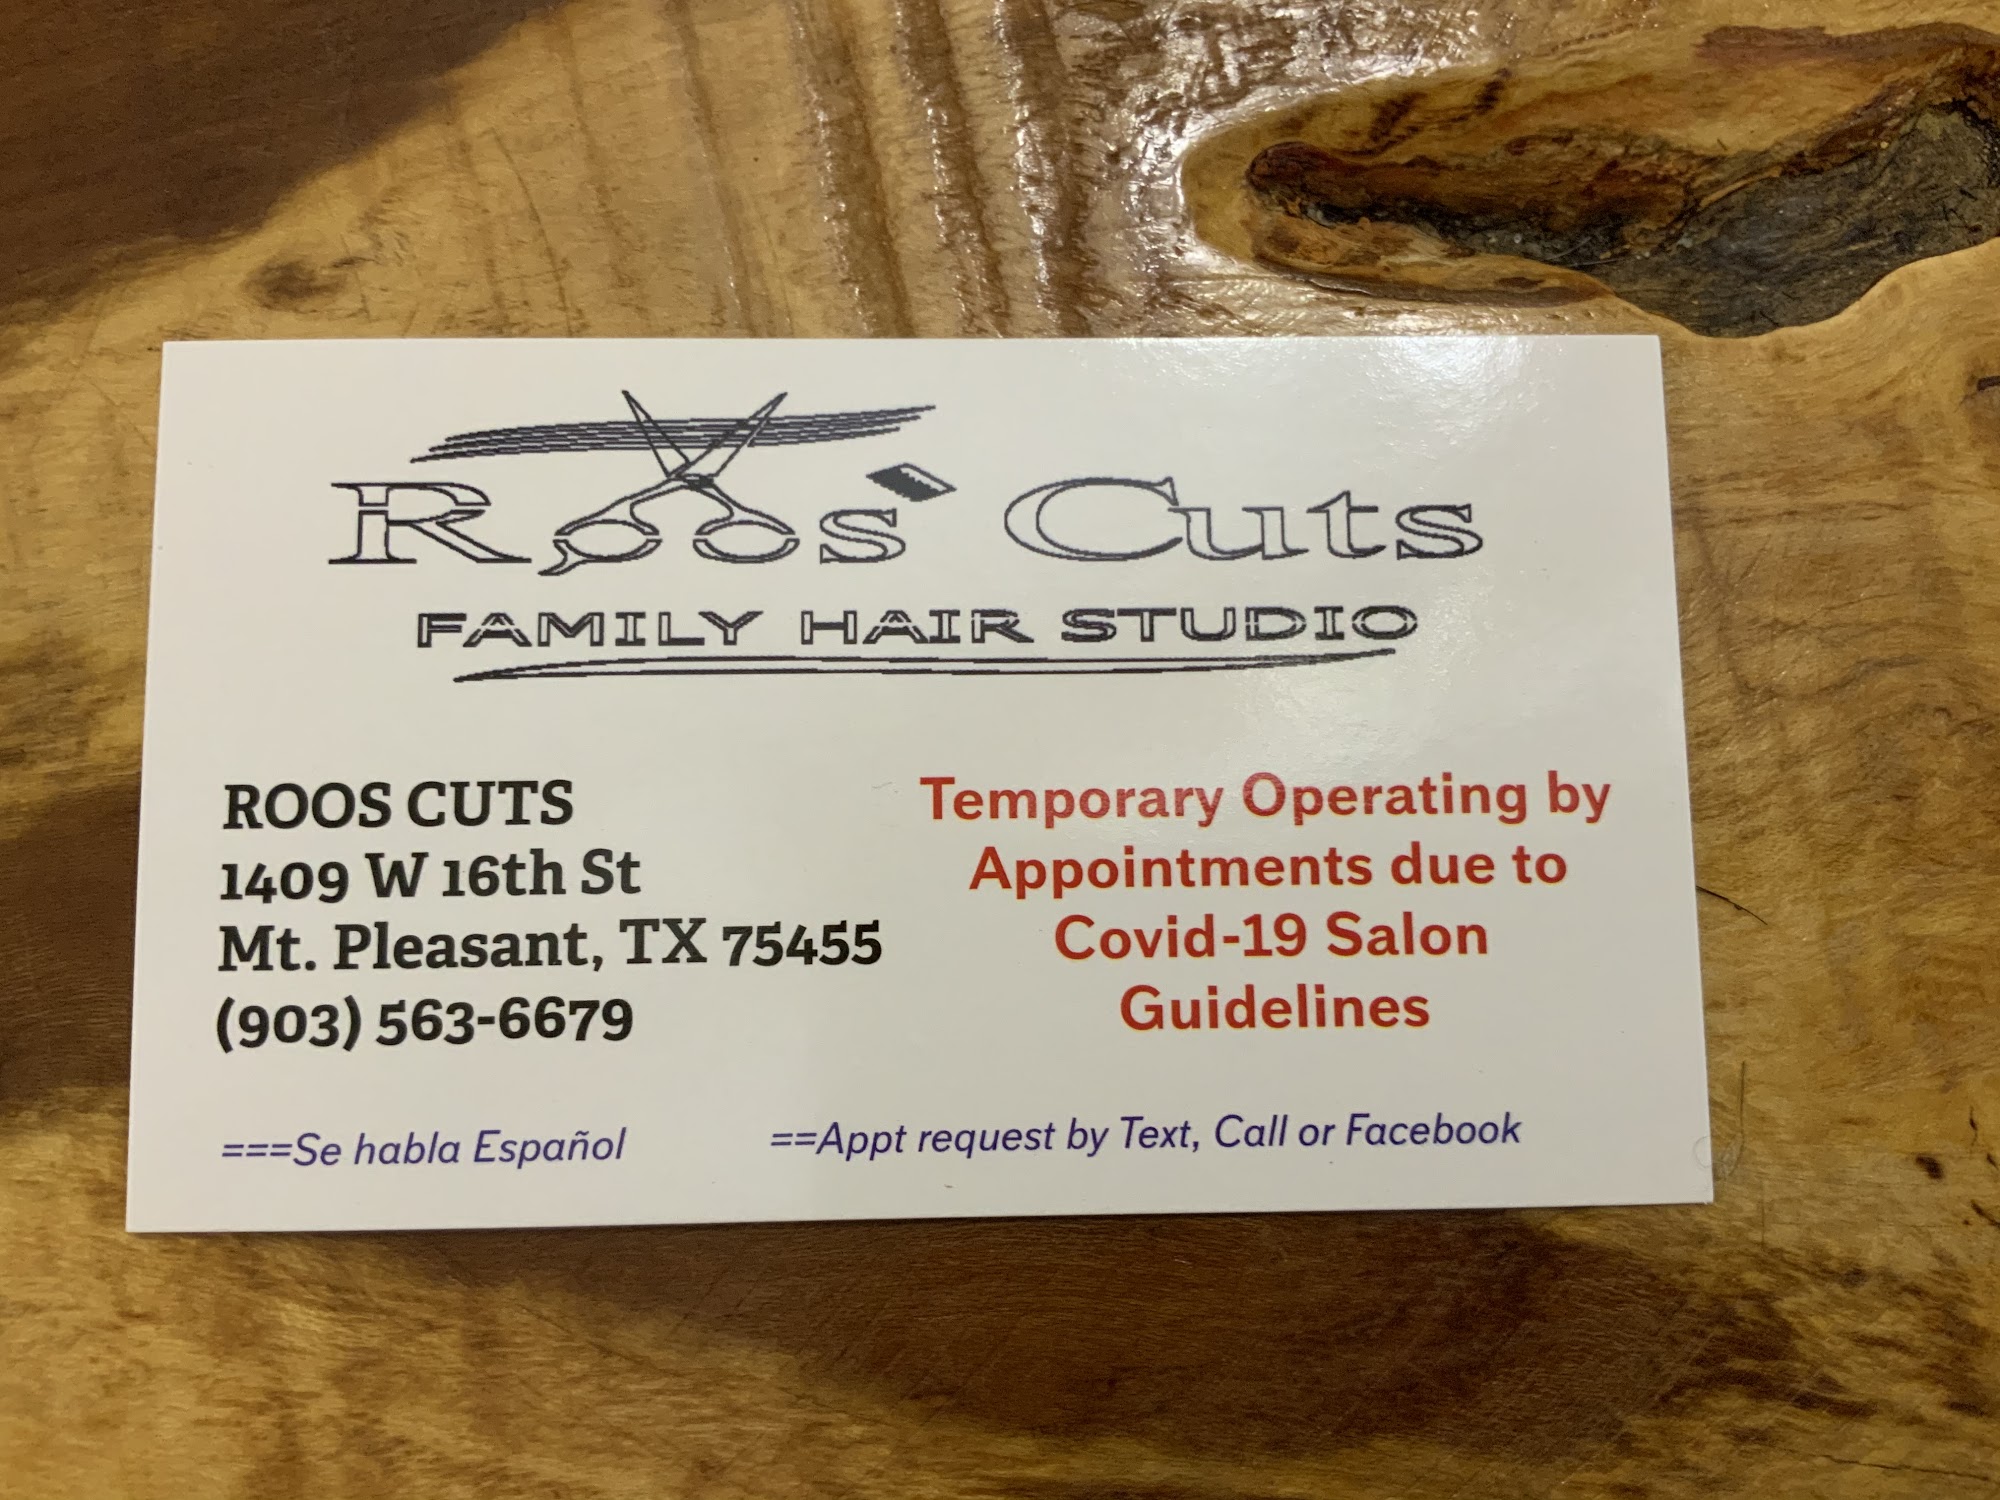 Roos' Cuts
FAMILY HAIR STUDIO
ROOS CUTS
1409 W 16th St
Mt. Pleasant, TX 75455
(903) 563-6679
Temporary Operating by
Appointments due to
Covid-19 Salon
Guidelines
===Se habla Español
==Appt request by Text, Call or Facebook